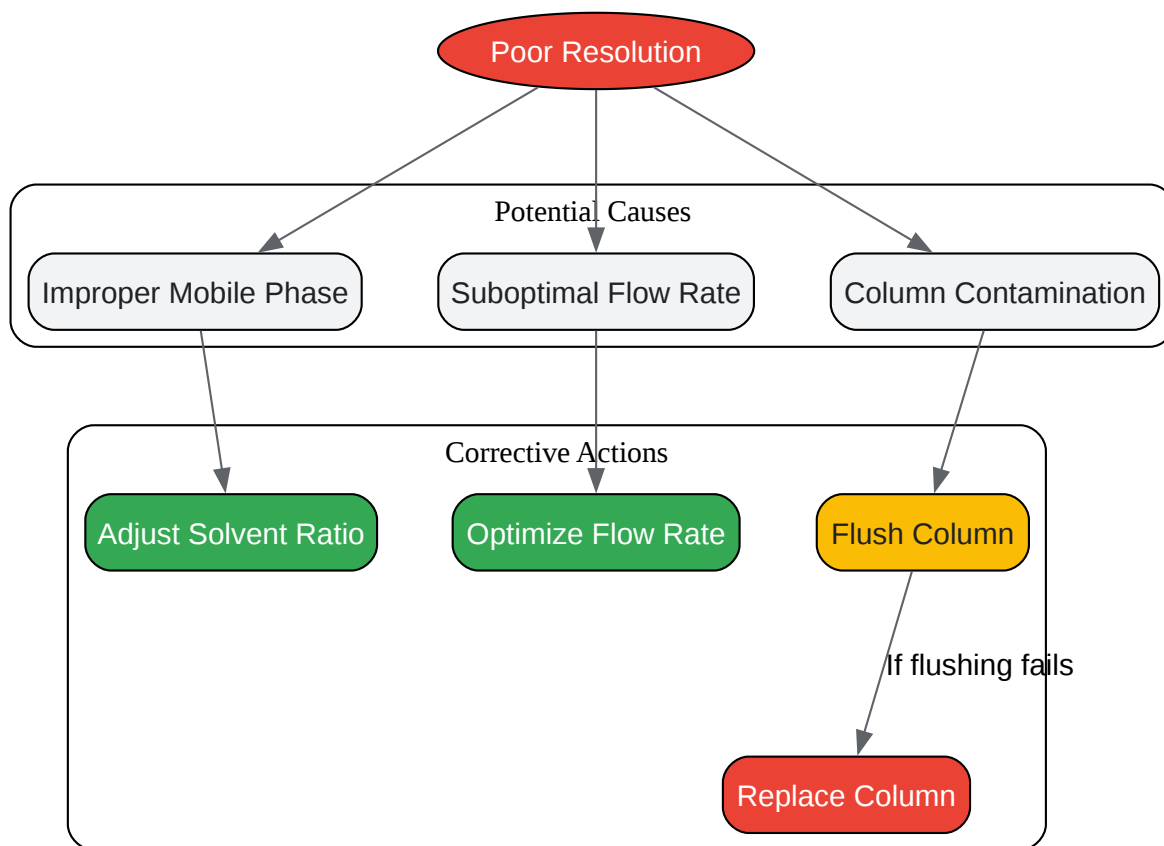 Poor Resolution
Potential Causes
Improper Mobile Phase
Suboptimal Flow Rate
Column Contamination
Corrective Actions
Adjust Solvent Ratio
Optimize Flow Rate
Flush Column
If flushing fails
Replace Column